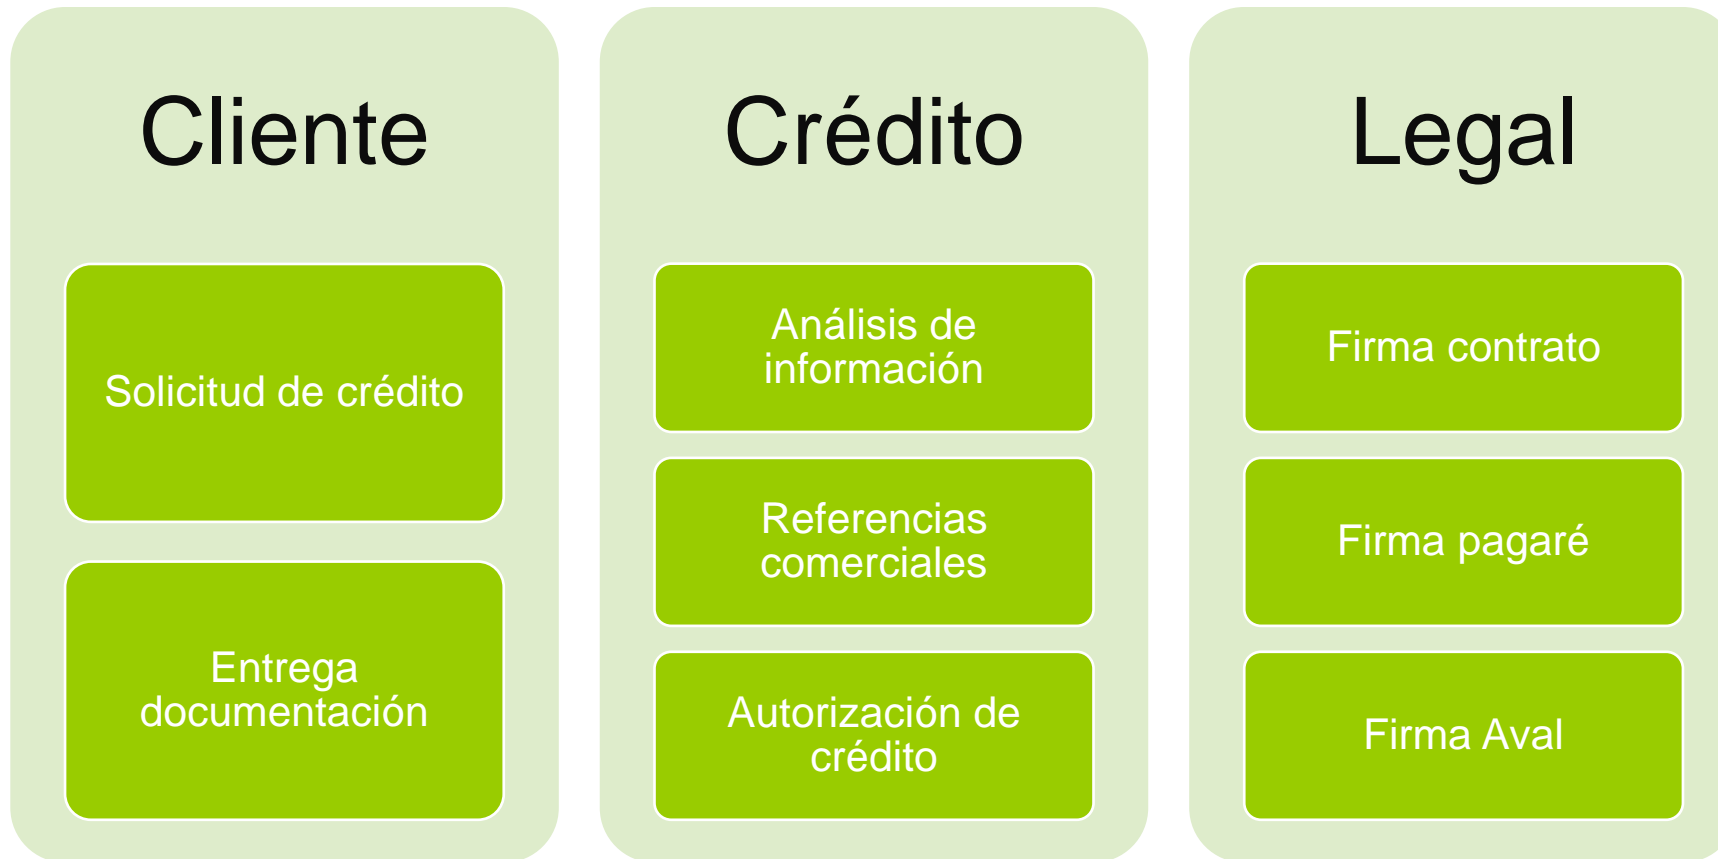 Cliente
Solicitud de crédito
Entrega
documentación
Crédito
Análisis de
información
Referencias
comerciales
Autorización de
crédito
Legal
Firma contrato
Firma pagaré
Firma Aval